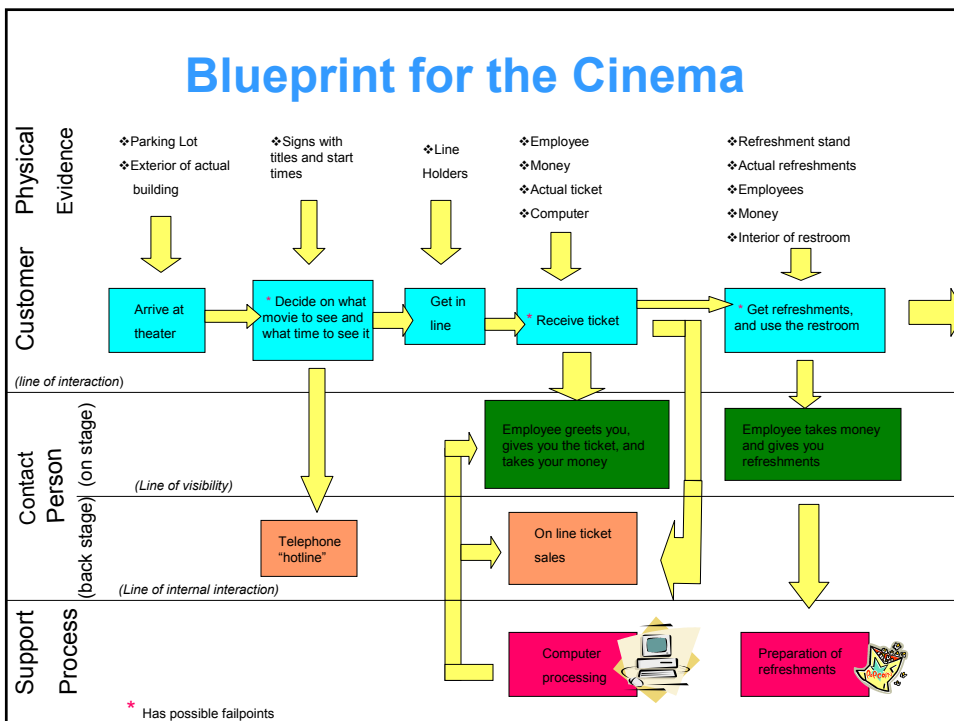 Blueprint for the Cinema
Physical
Evidence
❖Parking Lot
❖Exterior of actual
building
❖Signs with
titles and start
times
❖Line
Holders
❖Employee
❖Money
❖Actual ticket
❖Computer
❖Refreshment stand
❖Actual refreshments
❖Employees
❖Money
❖Interior of restroom
Customer
Arrive at
theater
* Decide on what
movie to see and
what time to see it
Get in
line
* Receive ticket
* Get refreshments,
and use the restroom
(line of interaction)
Contact
Person
(on stage)
Employee greets you,
gives you the ticket, and
takes your money
Employee takes money
and gives you
refreshments
(Line of visibility)
(back stage)
Telephone
“hotline”
On line ticket
sales
(Line of internal interaction)
Support
Process
Computer
processing
Preparation of
refreshments
* Has possible failpoints